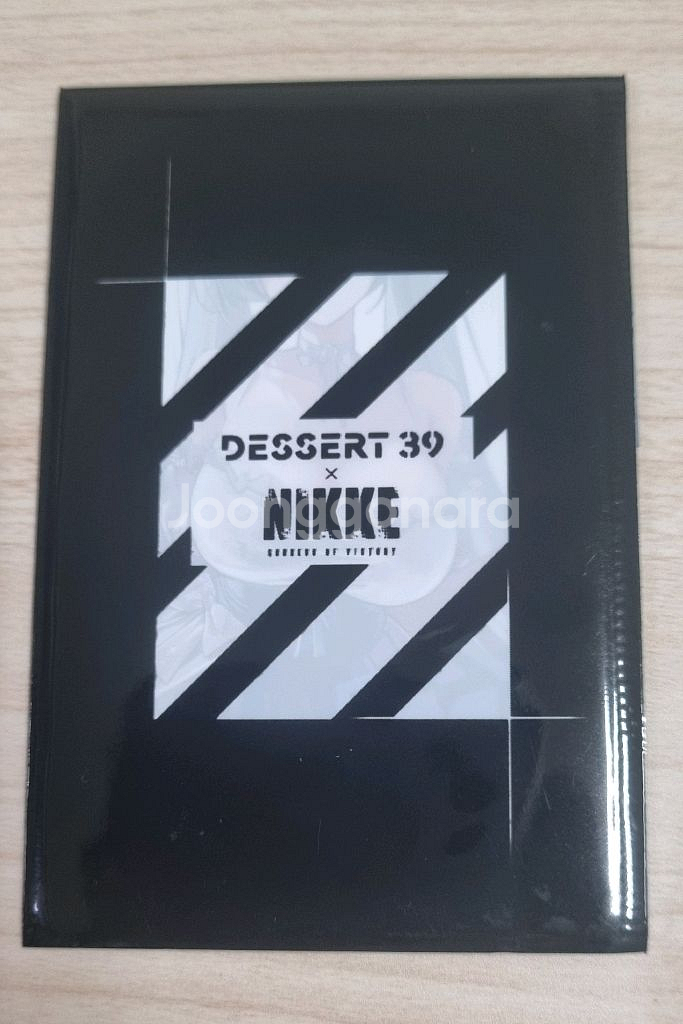 DESSERT 39
×
NIKKE
GODDESS OF VICTORY
Joonggonara